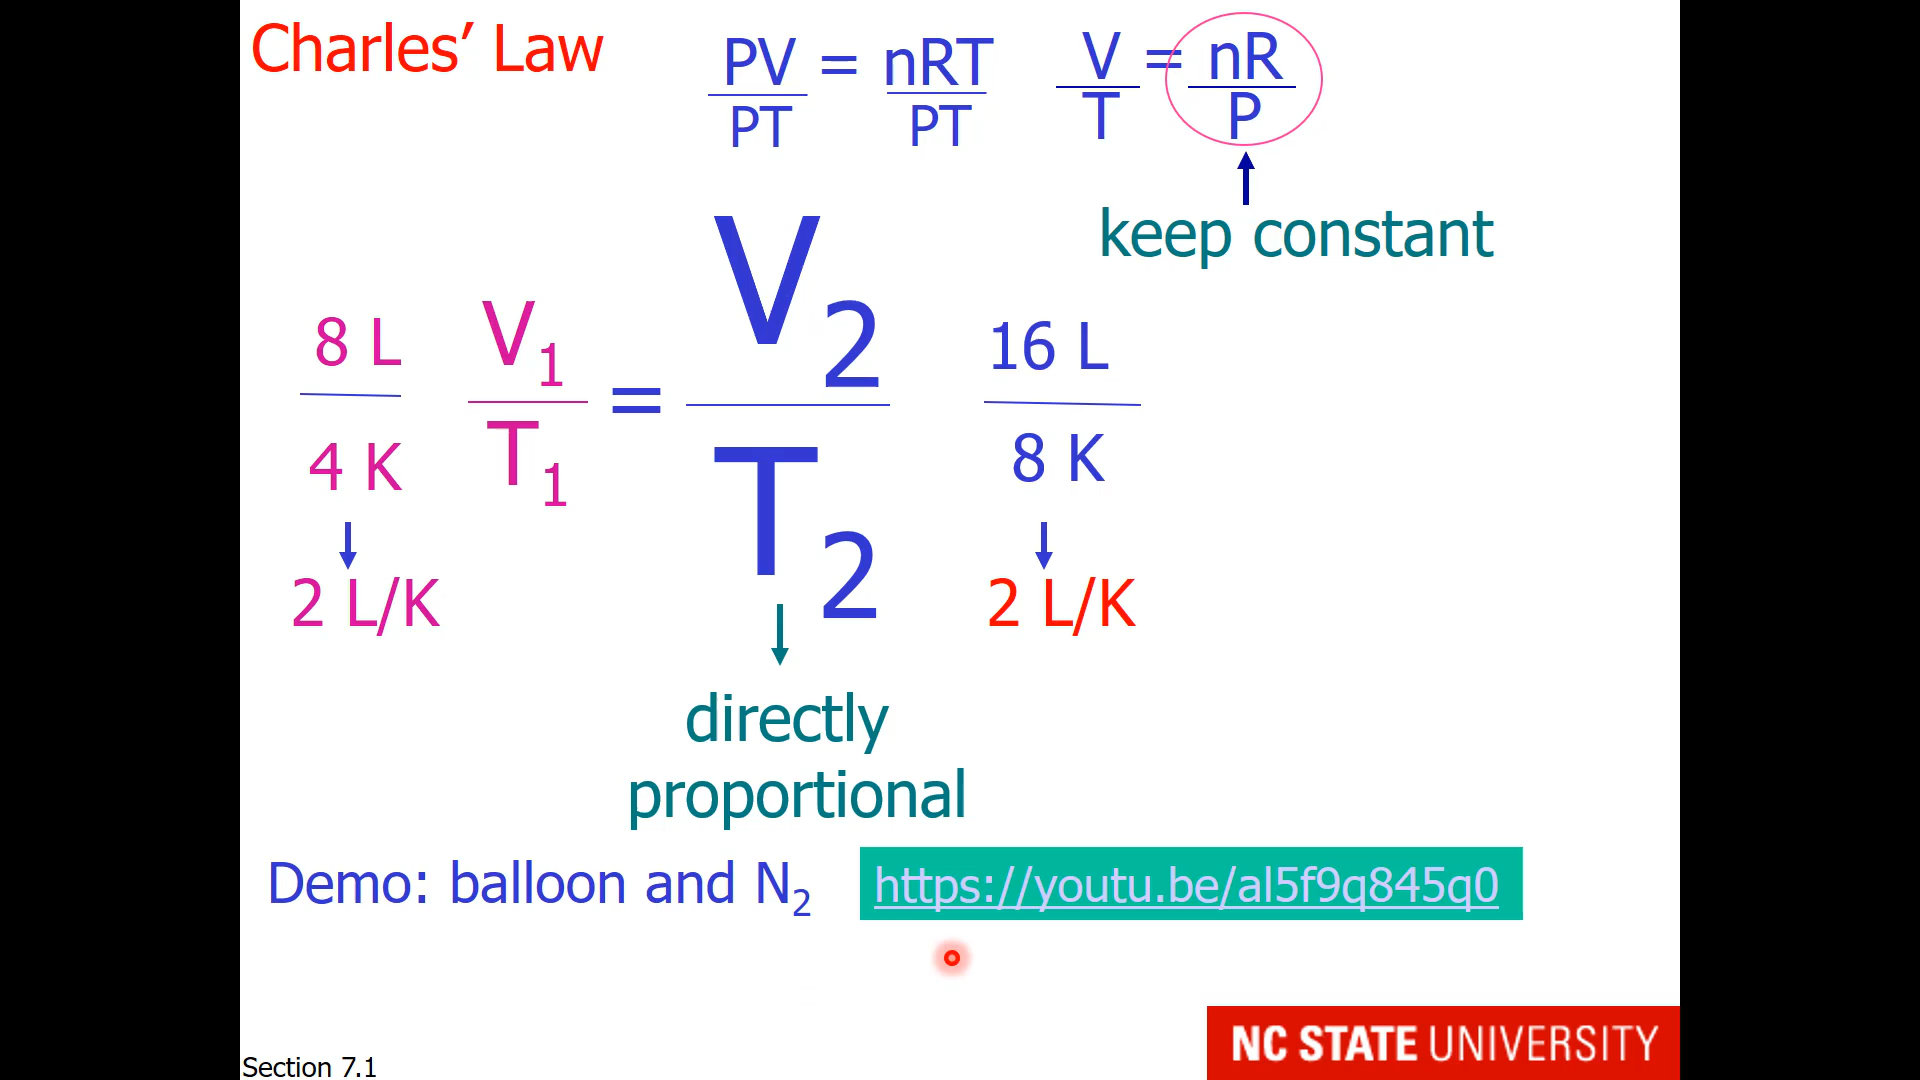 Charles’ Law
PV = nRT
PT PT
V = nR
T P
keep constant
8 L
4 K
2 L/K
V1 = V2
T1 T2
16 L
8 K
2 L/K
directly
proportional
Demo: balloon and N2
https://youtu.be/al5f9q845q0
NC STATE UNIVERSITY
Section 7.1